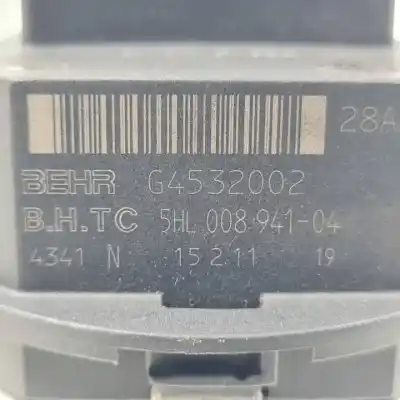 28A
BEHR G4532002
B.H.TC 5HL 008 941-04
4341 N 15 2 11 19